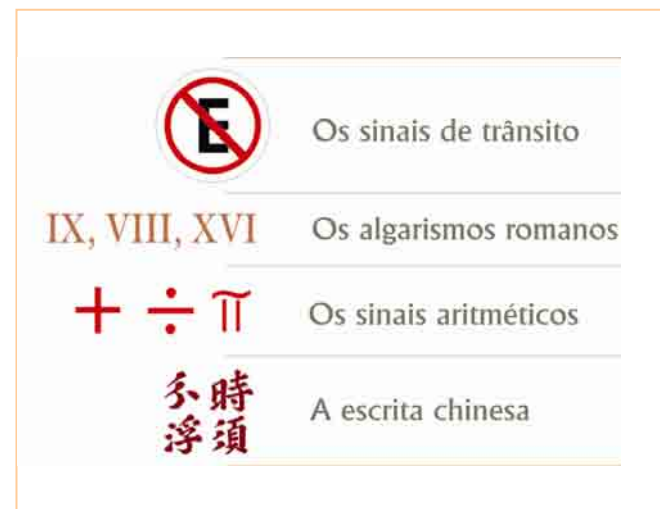 E
Os sinais de trânsito
IX, VIII, XVI
Os algarismos romanos
+ ÷ π
Os sinais aritméticos
時
浮須
A escrita chinesa